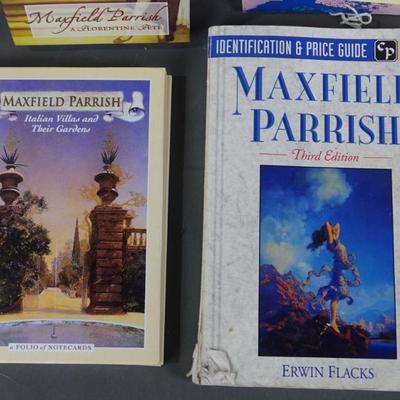 Maxfield Parrish
A FLORENTINE FETE
MAXFIELD PARRISH
Italian Villas and
Their Gardens
a FOLIO of NOTECARDS
IDENTIFICATION & PRICE GUIDE
cp
MAXFIELD
PARRISH
Third Edition
ERWIN FLACKS